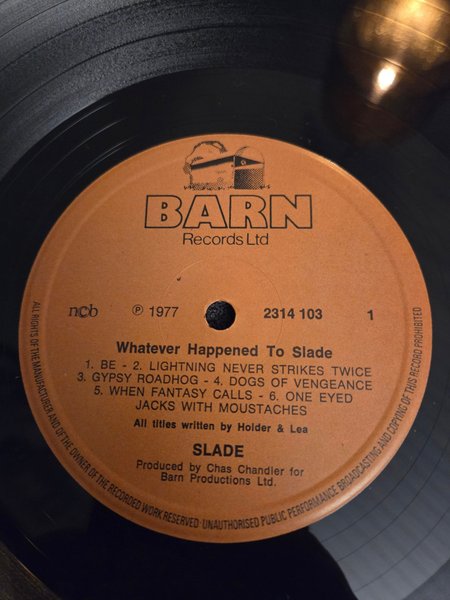 BARN
Records Ltd
ncb
℗ 1977
2314 103
1
Whatever Happened To Slade
1. BE - 2. LIGHTNING NEVER STRIKES TWICE
3. GYPSY ROADHOG - 4. DOGS OF VENGEANCE
5. WHEN FANTASY CALLS - 6. ONE EYED
JACKS WITH MOUSTACHES
All titles written by Holder & Lea
SLADE
Produced by Chas Chandler for
Barn Productions Ltd.
ALL RIGHTS OF THE MANUFACTURER AND OF THE OWNER OF THE RECORDED WORK RESERVED · UNAUTHORISED PUBLIC PERFORMANCE BROADCASTING AND COPYING OF THIS RECORD PROHIBITED